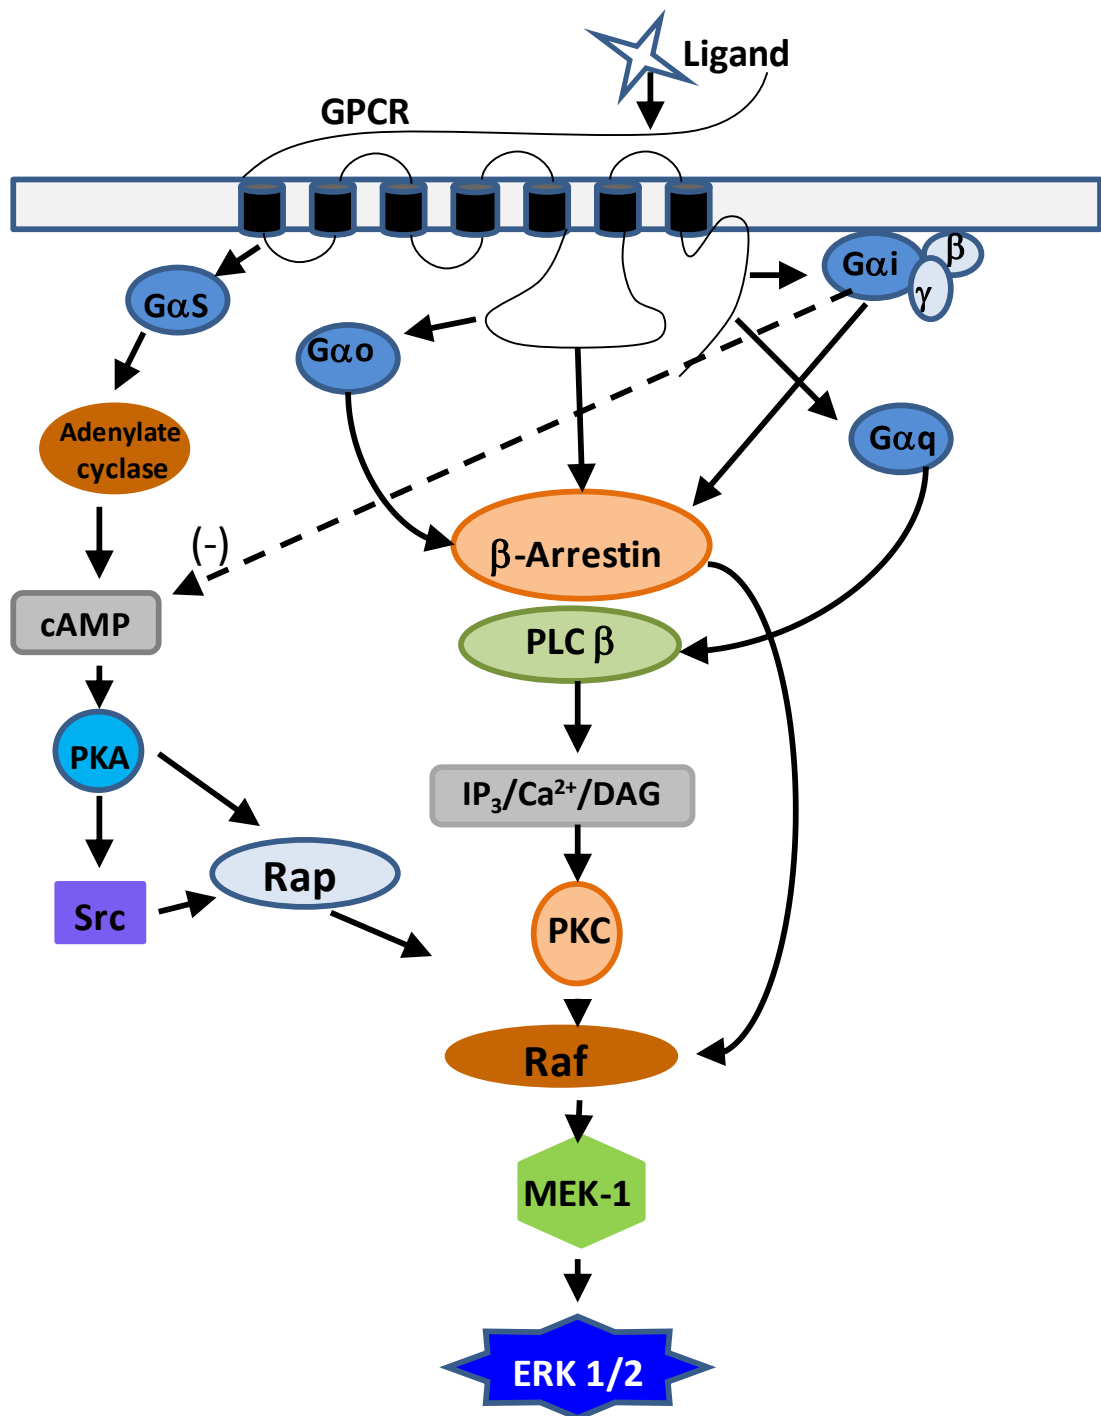 Ligand
GPCR
Gαi
β
γ
GαS
Gαo
Adenylate
cyclase
Gαq
(-)
β-Arrestin
cAMP
PLC β
PKA
IP₃/Ca²⁺/DAG
Rap
Src
PKC
Raf
MEK-1
ERK 1/2